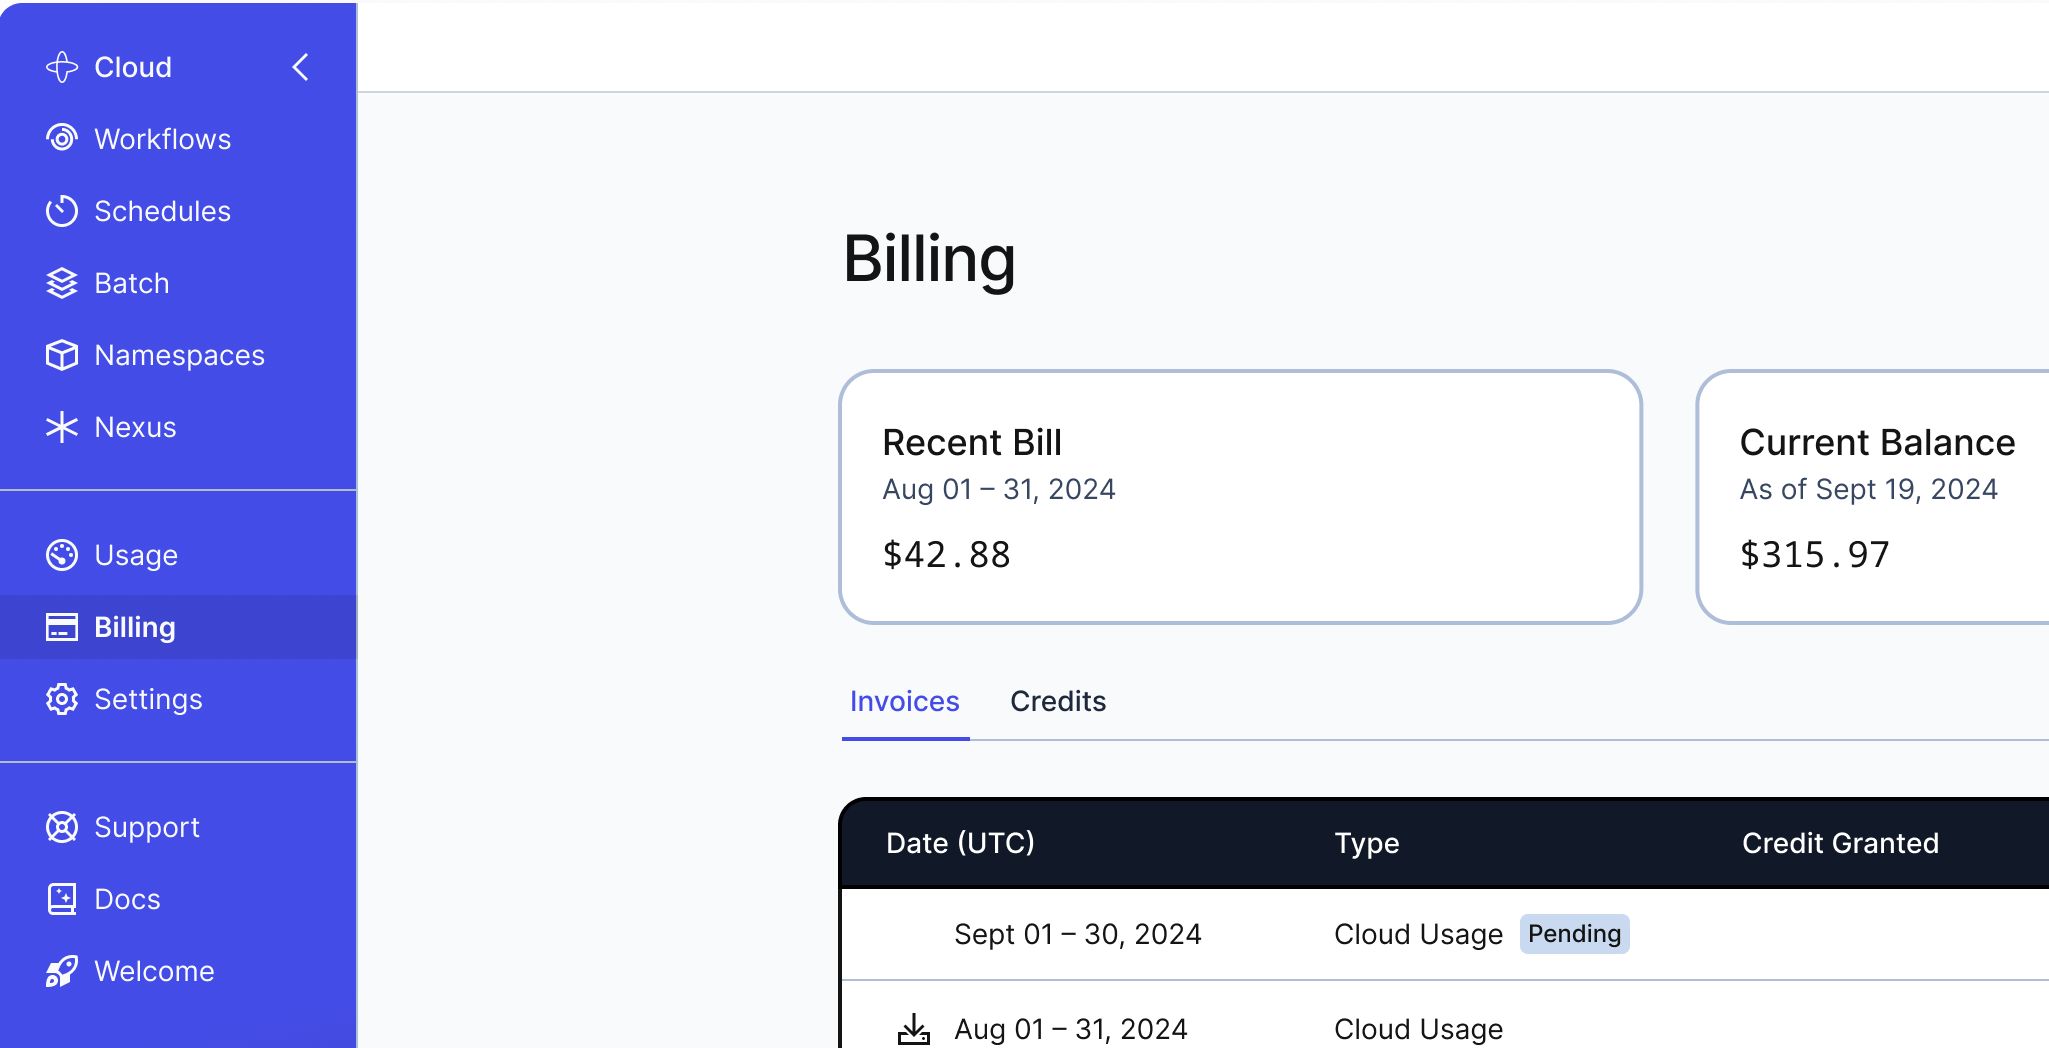 Cloud
Workflows
Schedules
Batch
Namespaces
Nexus
Usage
Billing
Settings
Support
Docs
Welcome
Billing
Recent Bill
Aug 01 – 31, 2024
$42.88
Current Balance
As of Sept 19, 2024
$315.97
Invoices Credits
Date (UTC) Type Credit Granted
Sept 01 – 30, 2024 Cloud Usage Pending
Aug 01 – 31, 2024 Cloud Usage